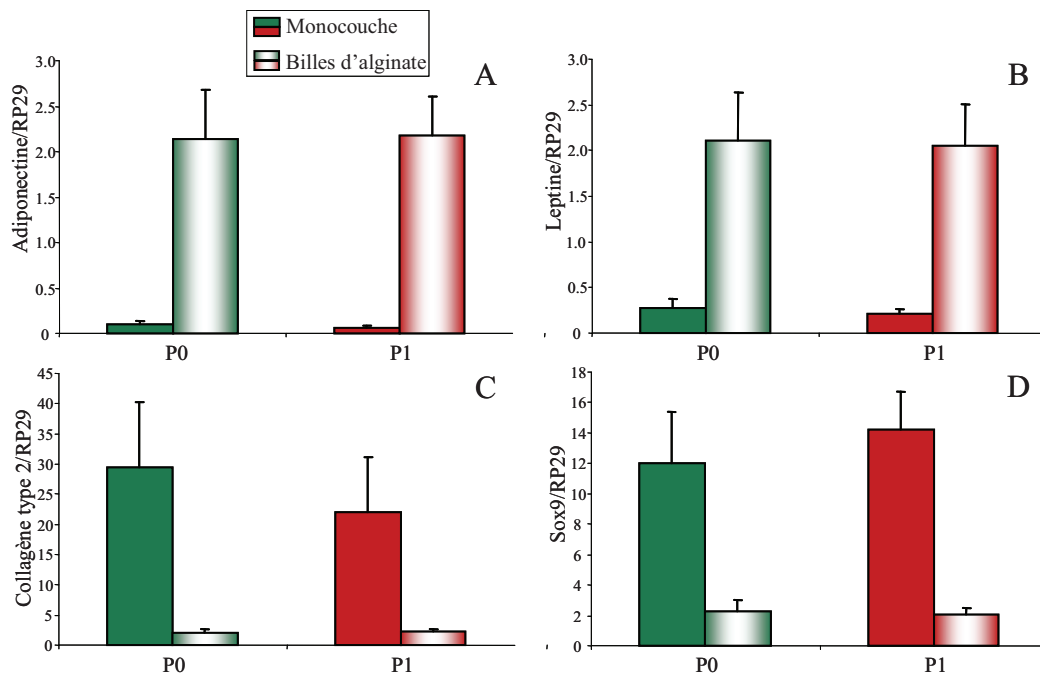 Monocouche
Billes d'alginate
A
Adiponectine/RP29
3.0
2.5
2.0
1.5
1.0
0.5
0
P0
P1
B
Leptine/RP29
3.0
2.5
2.0
1.5
1.0
0.5
0
P0
P1
C
Collagène type 2/RP29
45
40
35
30
25
20
15
10
5
0
P0
P1
D
Sox9/RP29
18
16
14
12
10
8
6
4
2
0
P0
P1